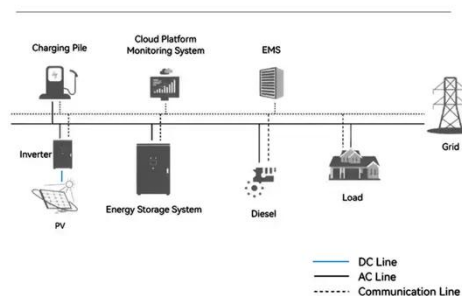 Charging Pile
Cloud Platform
Monitoring System
EMS
Grid
Inverter
PV
Energy Storage System
Diesel
Load
DC Line
AC Line
Communication Line